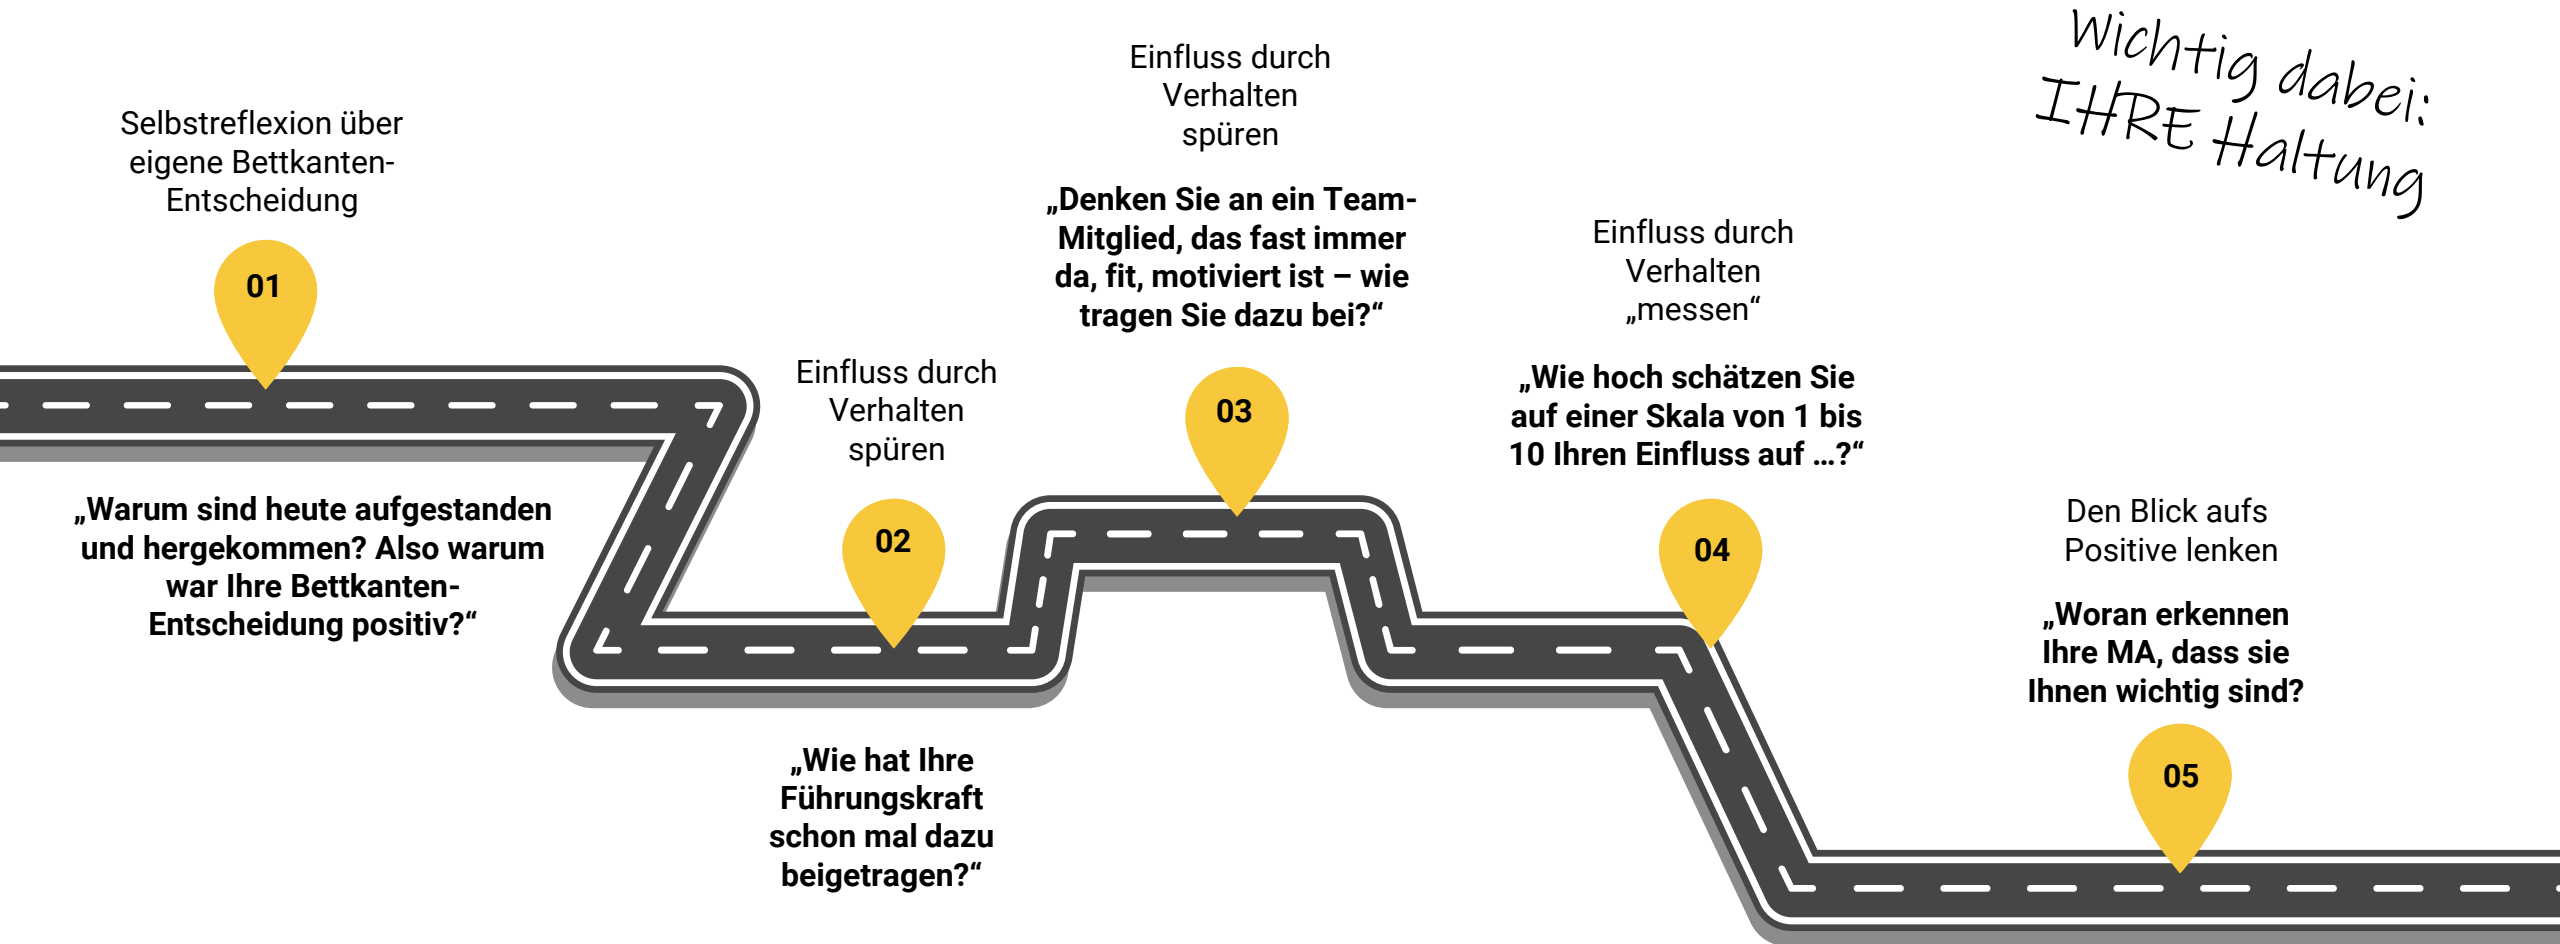 Wichtig dabei:
IHRE Haltung
Selbstreflexion über
eigene Bettkanten-
Entscheidung
01
„Warum sind heute aufgestanden
und hergekommen? Also warum
war Ihre Bettkanten-
Entscheidung positiv?“
Einfluss durch
Verhalten
spüren
02
„Wie hat Ihre
Führungskraft
schon mal dazu
beigetragen?“
Einfluss durch
Verhalten
spüren
„Denken Sie an ein Team-
Mitglied, das fast immer
da, fit, motiviert ist – wie
tragen Sie dazu bei?“
03
Einfluss durch
Verhalten
„messen“
„Wie hoch schätzen Sie
auf einer Skala von 1 bis
10 Ihren Einfluss auf …?“
04
Den Blick aufs
Positive lenken
„Woran erkennen
Ihre MA, dass sie
Ihnen wichtig sind?
05